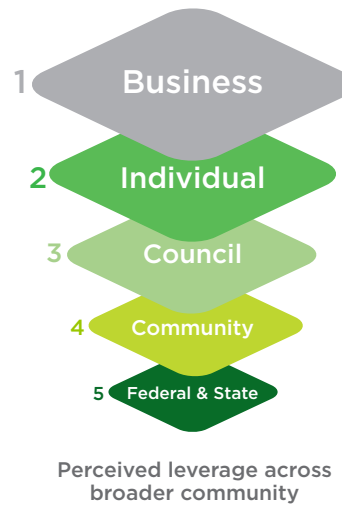 1 Business
2 Individual
3 Council
4 Community
5 Federal & State
Perceived leverage across
broader community